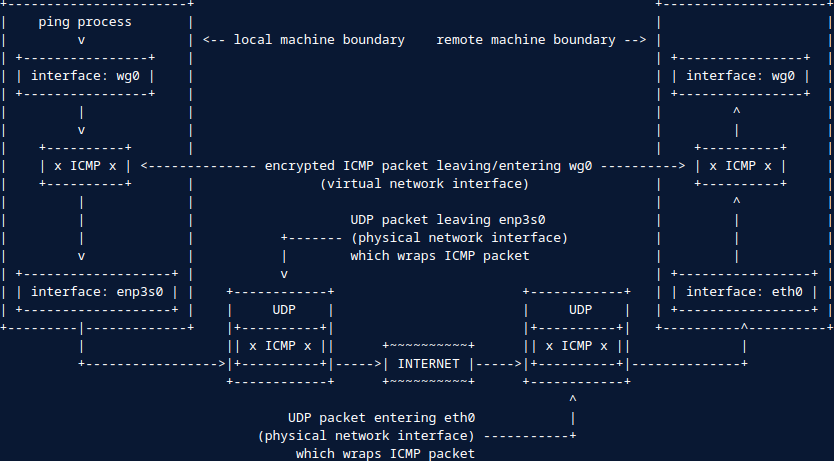 ping process
v <-- local machine boundary remote machine boundary -->
interface: wg0 interface: wg0
^
v
x ICMP x <-------------- encrypted ICMP packet leaving/entering wg0 ----------> x ICMP x
(virtual network interface)
^
UDP packet leaving enp3s0
(physical network interface)
v which wraps ICMP packet
v
interface: enp3s0 interface: eth0
UDP UDP
^
x ICMP x x ICMP x
INTERNET
^
UDP packet entering eth0
(physical network interface)
which wraps ICMP packet